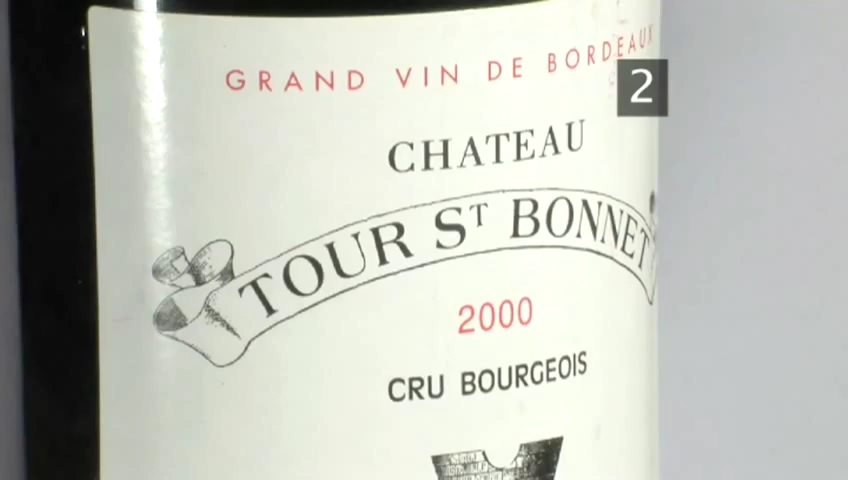 GRAND VIN DE BORDEAUX
2
CHATEAU
TOUR ST BONNET
2000
CRU BOURGEOIS